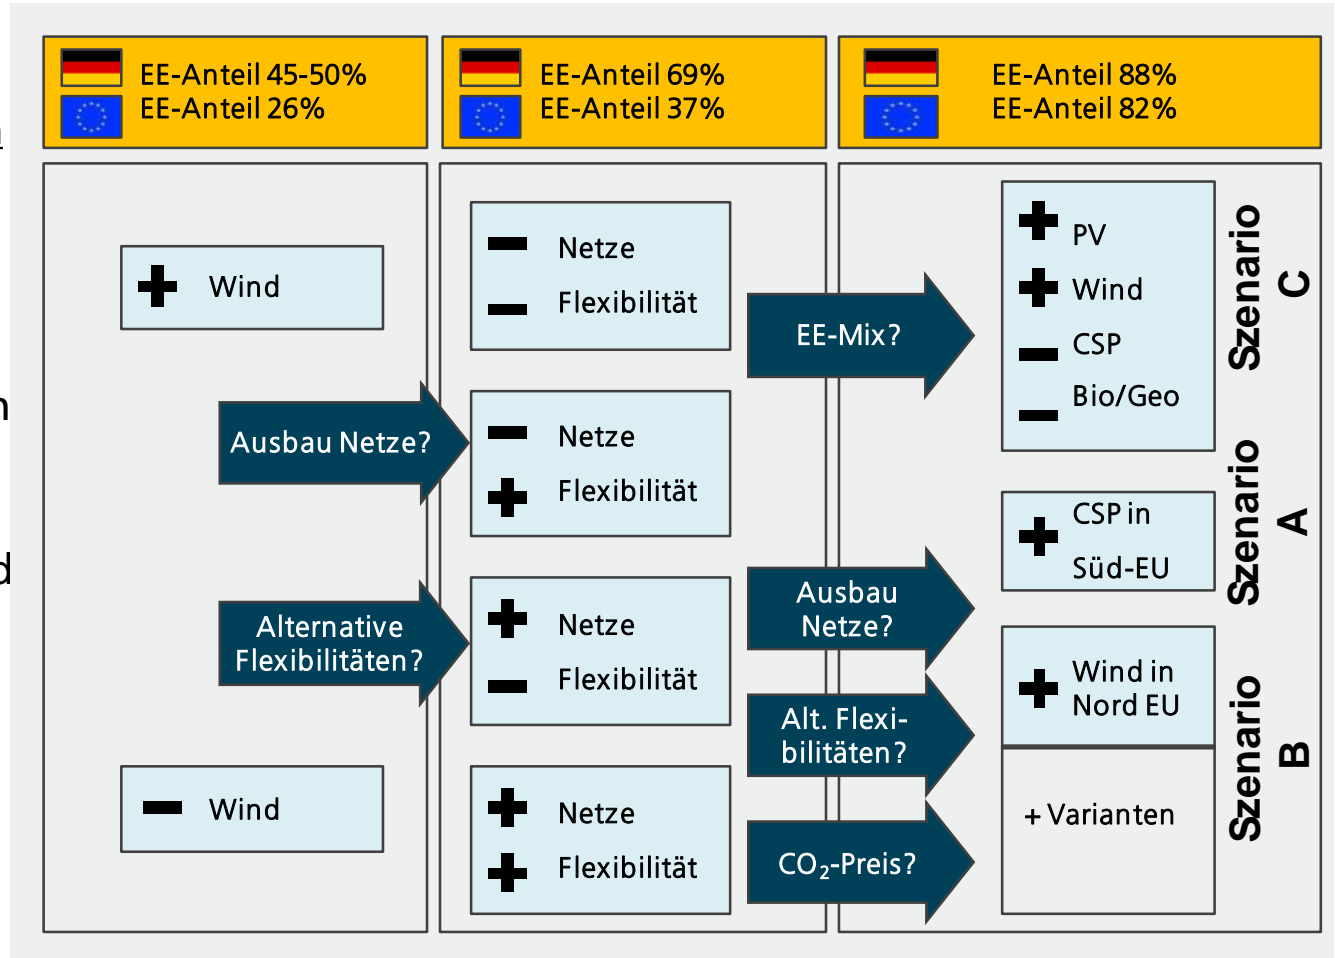 EE-Anteil 45-50%
EE-Anteil 26%
EE-Anteil 69%
EE-Anteil 37%
EE-Anteil 88%
EE-Anteil 82%
+ Wind
Ausbau Netze?
Alternative
Flexibilitäten?
− Wind
− Netze
− Flexibilität
− Netze
+ Flexibilität
+ Netze
− Flexibilität
+ Netze
+ Flexibilität
EE-Mix?
Ausbau
Netze?
Alt. Flexi-
bilitäten?
CO₂-Preis?
+ PV
+ Wind
− CSP
− Bio/Geo
Szenario
C
+ CSP in
Süd-EU
Szenario
A
+ Wind in
Nord EU
+ Varianten
Szenario
B